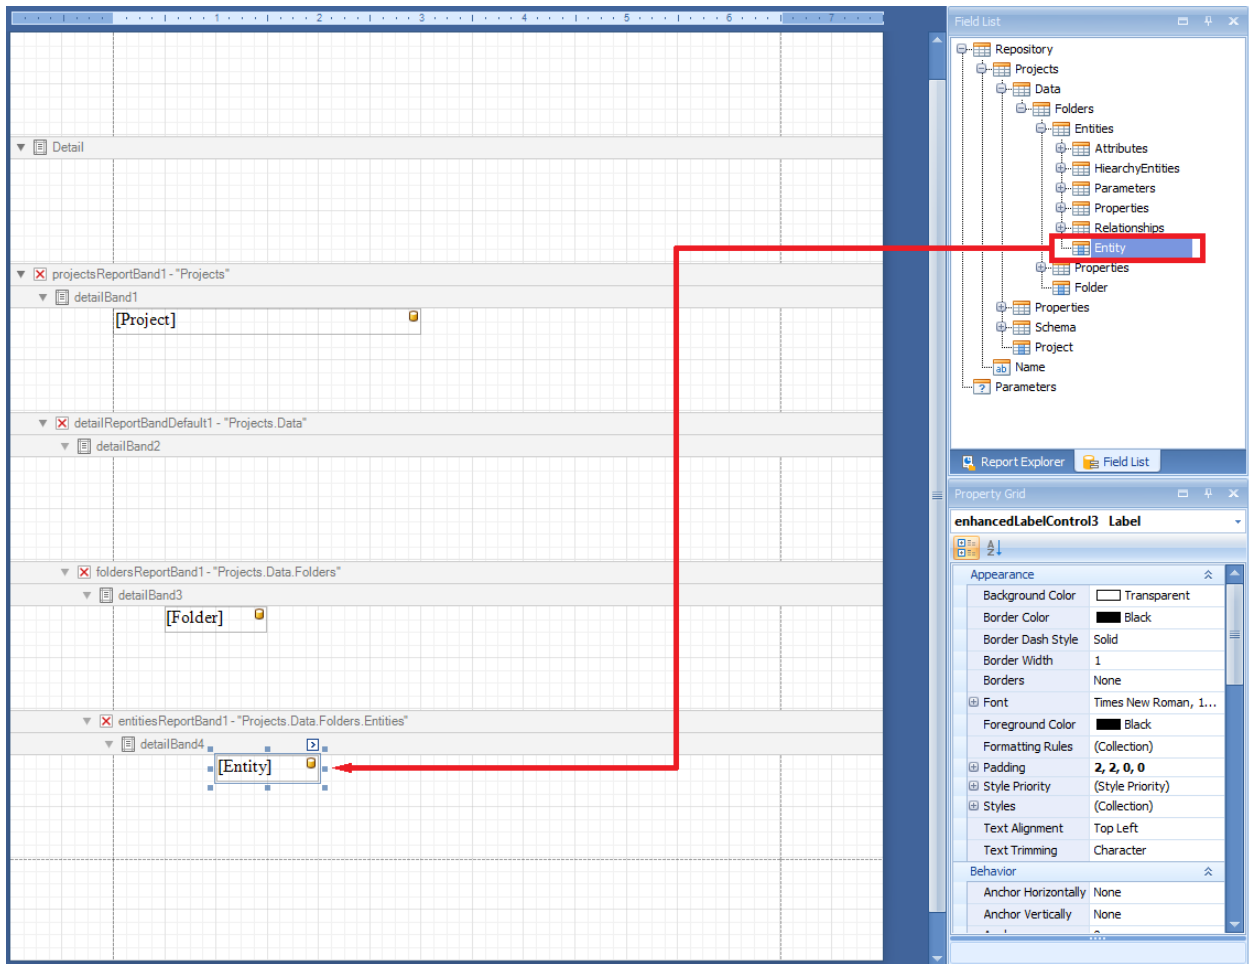 1 2 3 4 5 6 7
Detail
projectsReportBand1 - "Projects"
detailBand1
[Project]
detailReportBandDefault1 - "Projects.Data"
detailBand2
foldersReportBand1 - "Projects.Data.Folders"
detailBand3
[Folder]
entitiesReportBand1 - "Projects.Data.Folders.Entities"
detailBand4
[Entity]
Field List
Repository
Projects
Data
Folders
Entities
Attributes
HiearchyEntities
Parameters
Properties
Relationships
Entity
Properties
Folder
Properties
Schema
Project
ab Name
? Parameters
Report Explorer Field List
Property Grid
enhancedLabelControl3 Label
Appearance
Background Color Transparent
Border Color Black
Border Dash Style Solid
Border Width 1
Borders None
Font Times New Roman, 1...
Foreground Color Black
Formatting Rules (Collection)
Padding 2, 2, 0, 0
Style Priority (Style Priority)
Styles (Collection)
Text Alignment Top Left
Text Trimming Character
Behavior
Anchor Horizontally None
Anchor Vertically None